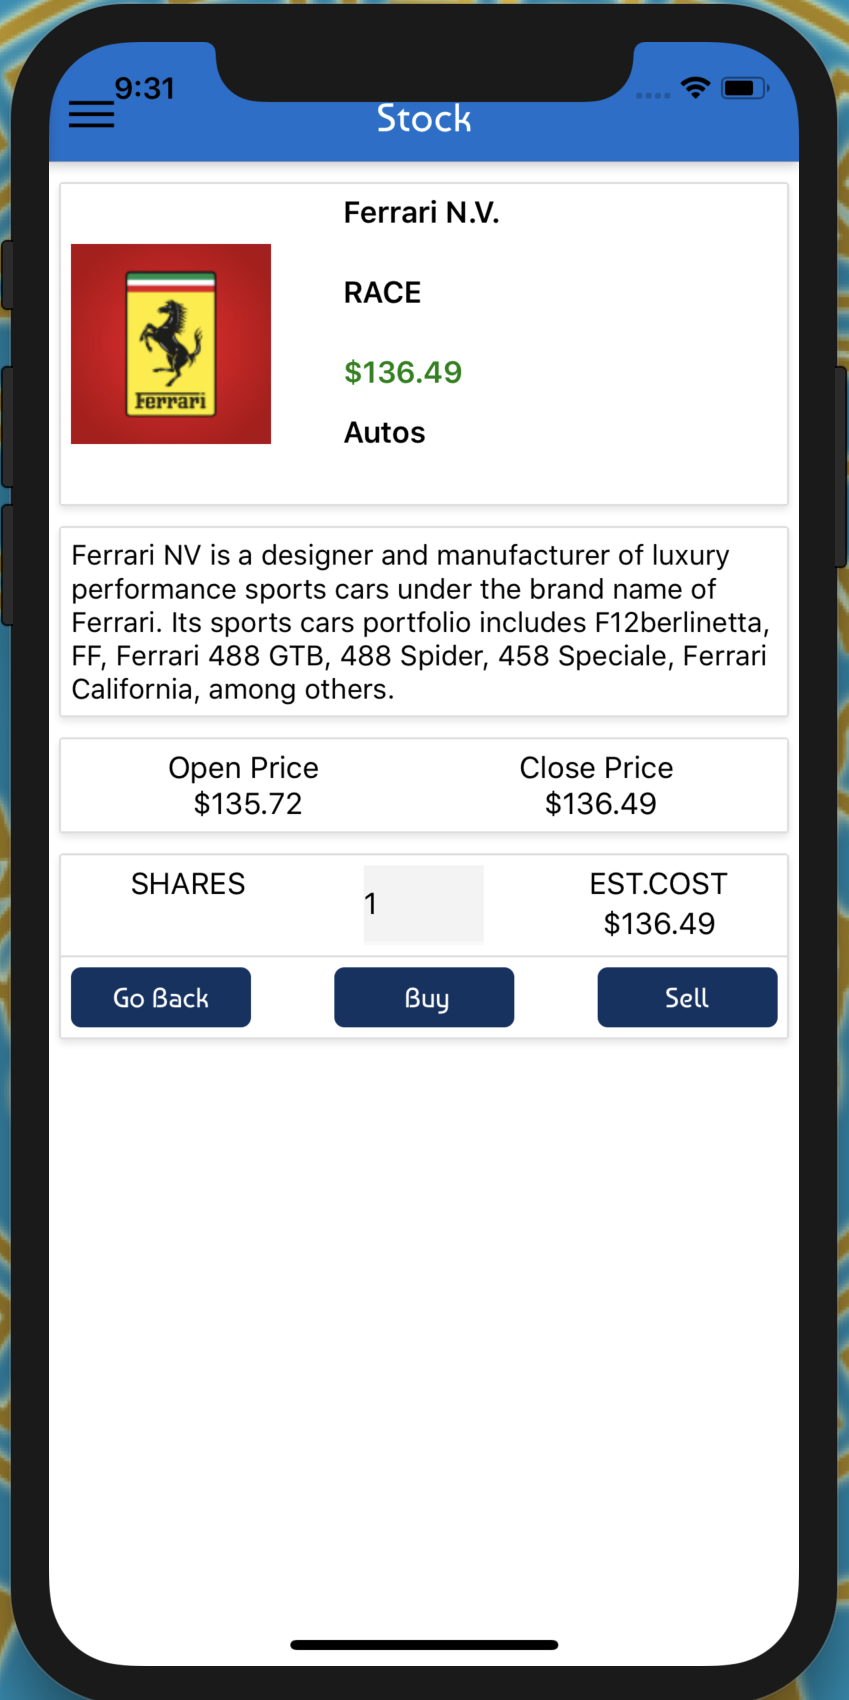 9:31
Stock
Ferrari N.V.
RACE
$136.49
Autos
Ferrari
Ferrari NV is a designer and manufacturer of luxury
performance sports cars under the brand name of
Ferrari. Its sports cars portfolio includes F12berlinetta,
FF, Ferrari 488 GTB, 488 Spider, 458 Speciale, Ferrari
California, among others.
Open Price
$135.72
Close Price
$136.49
SHARES
1
EST.COST
$136.49
Go Back
Buy
Sell